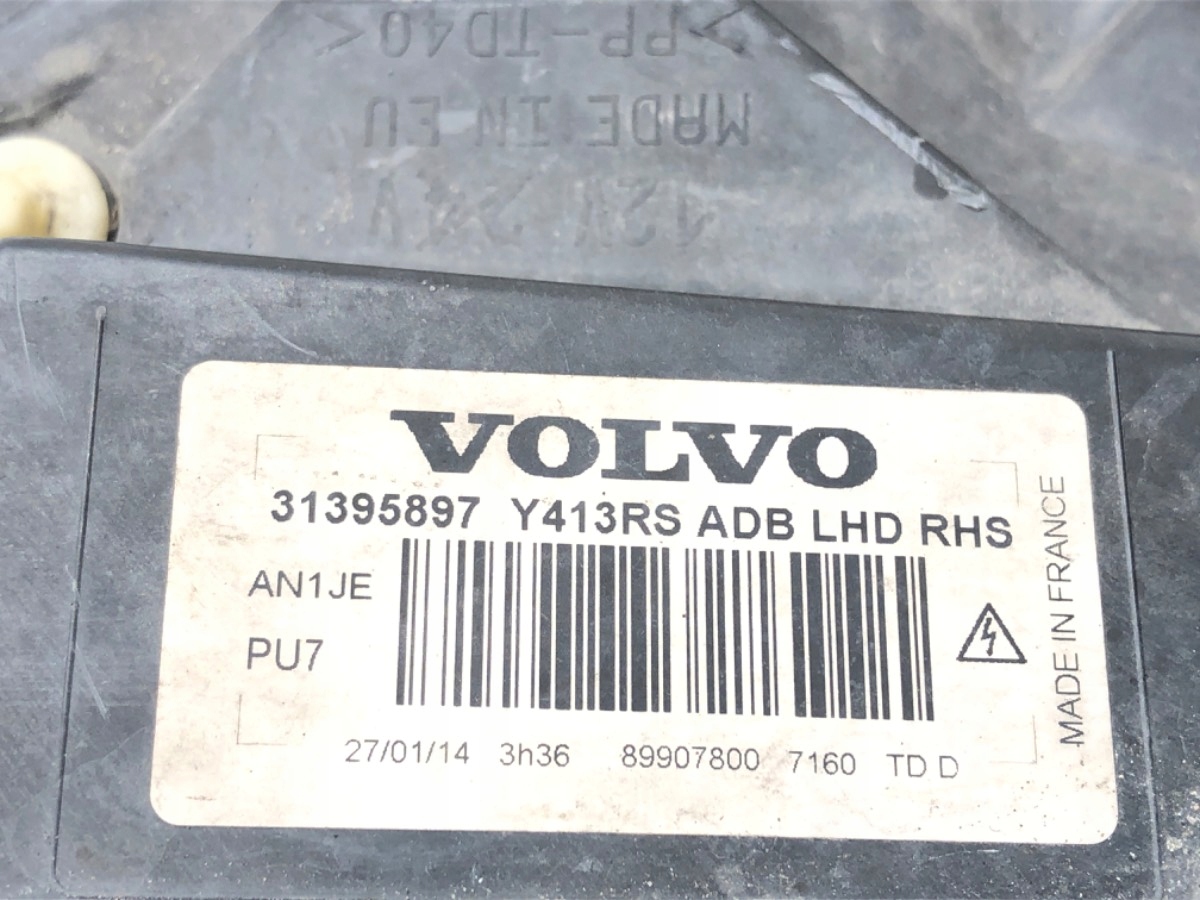 >PP-TD40<
MADE IN EU
12V 24V
VOLVO
31395897 Y413RS ADB LHD RHS
AN1JE
PU7
MADE IN FRANCE
27/01/14 3h36 89907800 7160 TD D